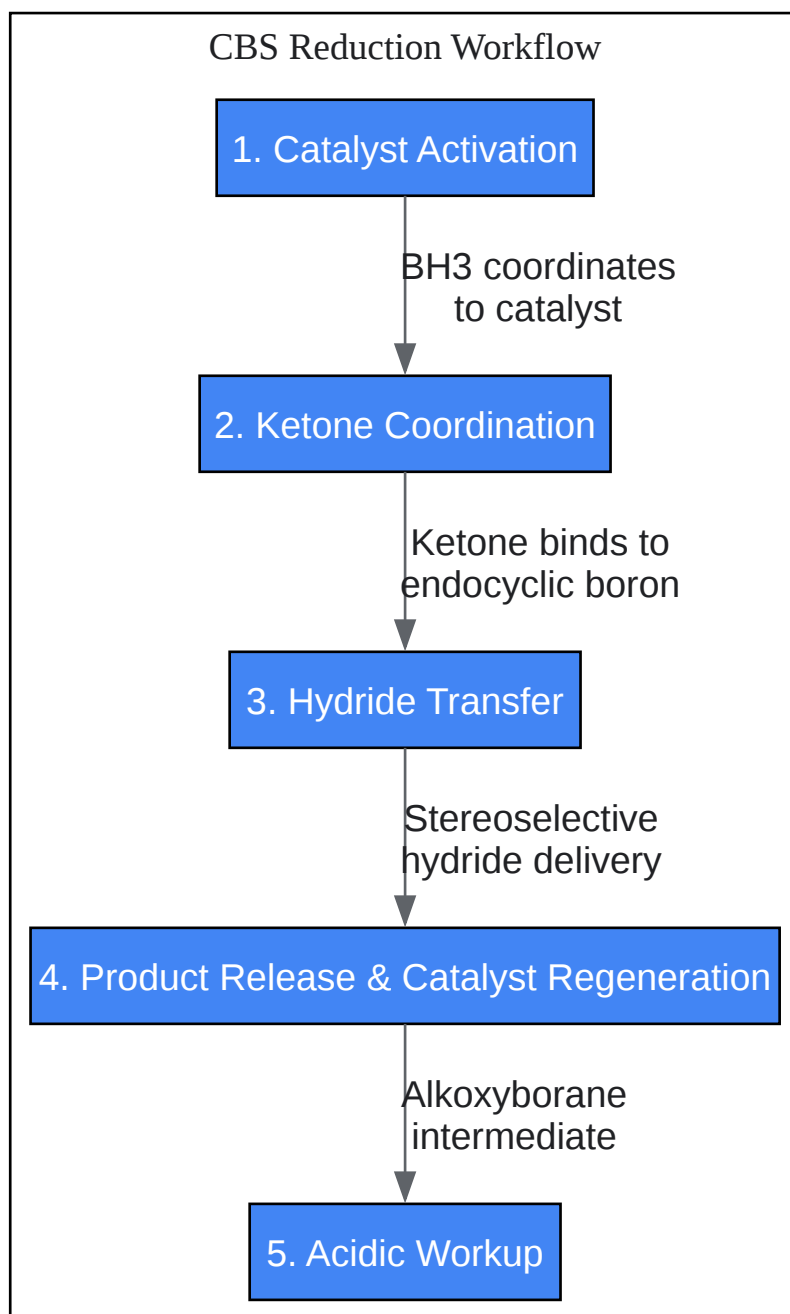 CBS Reduction Workflow
1. Catalyst Activation
BH3 coordinates
to catalyst
2. Ketone Coordination
Ketone binds to
endocyclic boron
3. Hydride Transfer
Stereoselective
hydride delivery
4. Product Release & Catalyst Regeneration
Alkoxyborane
intermediate
5. Acidic Workup